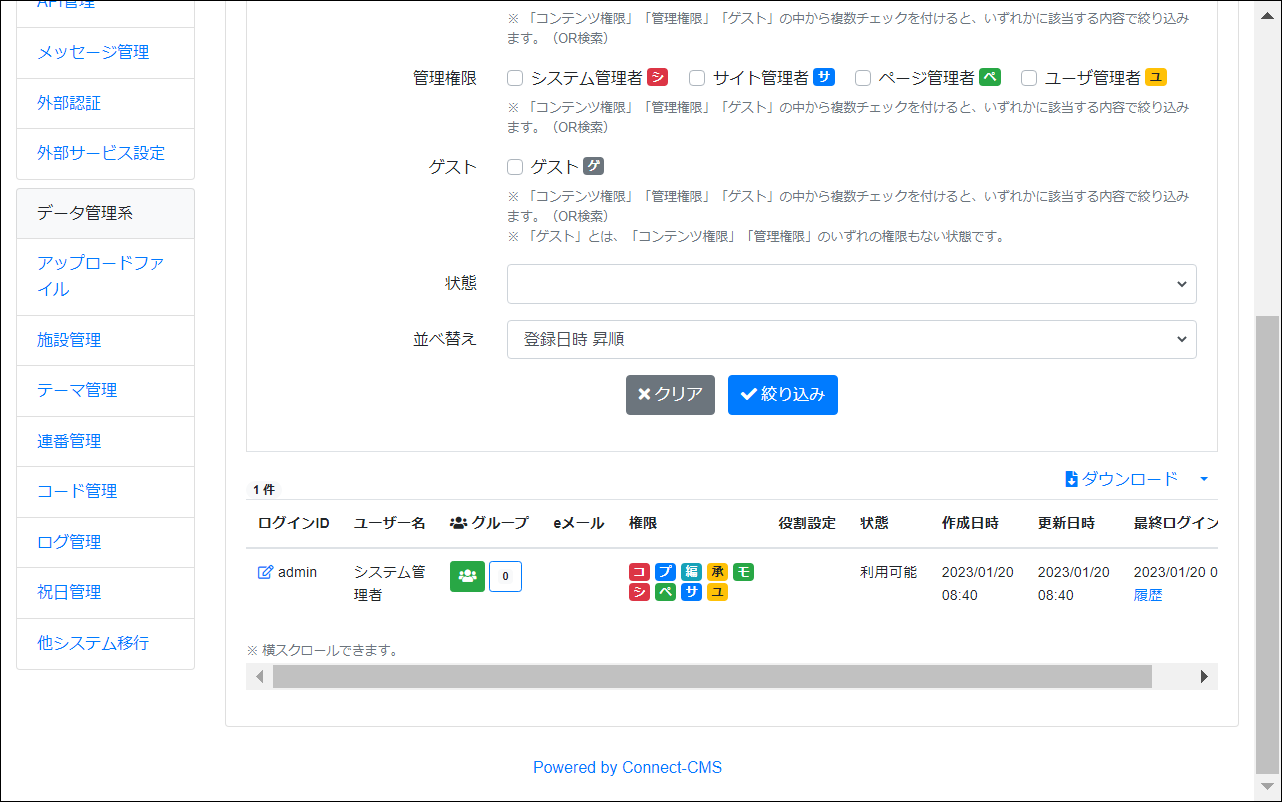 API管理
メッセージ管理
外部認証
外部サービス設定
データ管理系
アップロードファ
イル
施設管理
テーマ管理
連番管理
コード管理
ログ管理
祝日管理
他システム移行
※ 「コンテンツ権限」「管理権限」「ゲスト」の中から複数チェックを付けると、いずれかに該当する内容で絞り込み
ます。（OR検索）
管理権限 システム管理者 シ サイト管理者 サ ページ管理者 ペ ユーザ管理者 ユ
※ 「コンテンツ権限」「管理権限」「ゲスト」の中から複数チェックを付けると、いずれかに該当する内容で絞り込み
ます。（OR検索）
ゲスト ゲスト ゲ
※ 「コンテンツ権限」「管理権限」「ゲスト」の中から複数チェックを付けると、いずれかに該当する内容で絞り込み
ます。（OR検索）
※ 「ゲスト」とは、「コンテンツ権限」「管理権限」のいずれの権限もない状態です。
状態
並べ替え 登録日時 昇順
クリア 絞り込み
ダウンロード
1 件
ログインID ユーザー名 グループ eメール 権限 役割設定 状態 作成日時 更新日時 最終ログイン
admin システム管 0 コ プ 編 承 モ 利用可能 2023/01/20 2023/01/20 2023/01/20 0
理者 シ ペ サ ユ 08:40 08:40 履歴
※ 横スクロールできます。
Powered by Connect-CMS